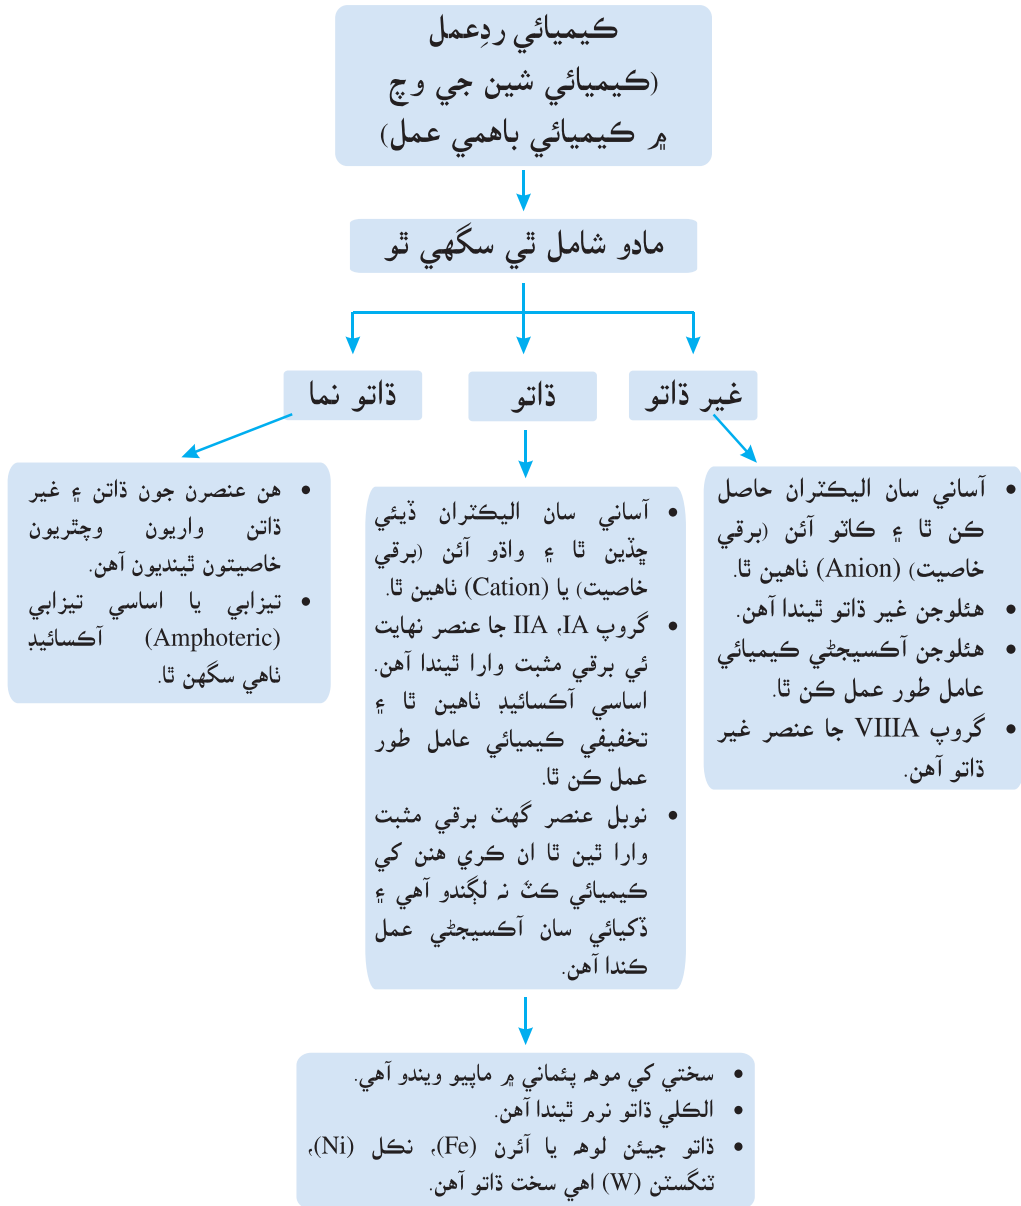 ڪيميائي ردِعمل
(ڪيميائي شين جي وچ
۾ ڪيميائي باهمي عمل)
مادو شامل ٿي سگهي ٿو
غير ڌاتو
ڌاتو
ڌاتو نما
• آساني سان اليڪٽران حاصل
ڪن ٿا ۽ ڪاٽو آئن (برقي
خاصيت) (Anion) ٺاهين ٿا.
• هئلوجن غير ڌاتو ٿيندا آهن.
• هئلوجن آڪسيجڻي ڪيميائي
عامل طور عمل ڪن ٿا.
• گروپ VIIIA جا عنصر غير
ڌاتو آهن.
• آساني سان اليڪٽران ڏيئي
ڇڏين ٿا ۽ واڌو آئن (برقي
خاصيت) يا (Cation) ٺاهين ٿا.
• گروپ IA، IIA جا عنصر نهايت
ئي برقي مثبت وارا ٿيندا آهن.
اساسي آڪسائيڊ ٺاهين ٿا ۽
تخفيفي ڪيميائي عامل طور
عمل ڪن ٿا.
• نوبل عنصر گهٽ برقي مثبت
وارا ٿين ٿا ان ڪري هنن کي
ڪيميائي ڪٽ نہ لڳندو آهي ۽
ڏکيائي سان آڪسيجڻي عمل
ڪندا آهن.
• هن عنصرن جون ڌاتن ۽ غير
ڌاتن واريون وچٿريون
خاصيتون ٿينديون آهن.
• تيزابي يا اساسي تيزابي
(Amphoteric) آڪسائيڊ
ٺاهي سگهن ٿا.
• سختي کي موهہ پئماني ۾ ماپيو ويندو آهي.
• الڪلي ڌاتو نرم ٿيندا آهن.
• ڌاتو جيئن لوهہ يا آئرن (Fe)، نڪل (Ni)،
ٽنگسٽن (W) اهي سخت ڌاتو آهن.